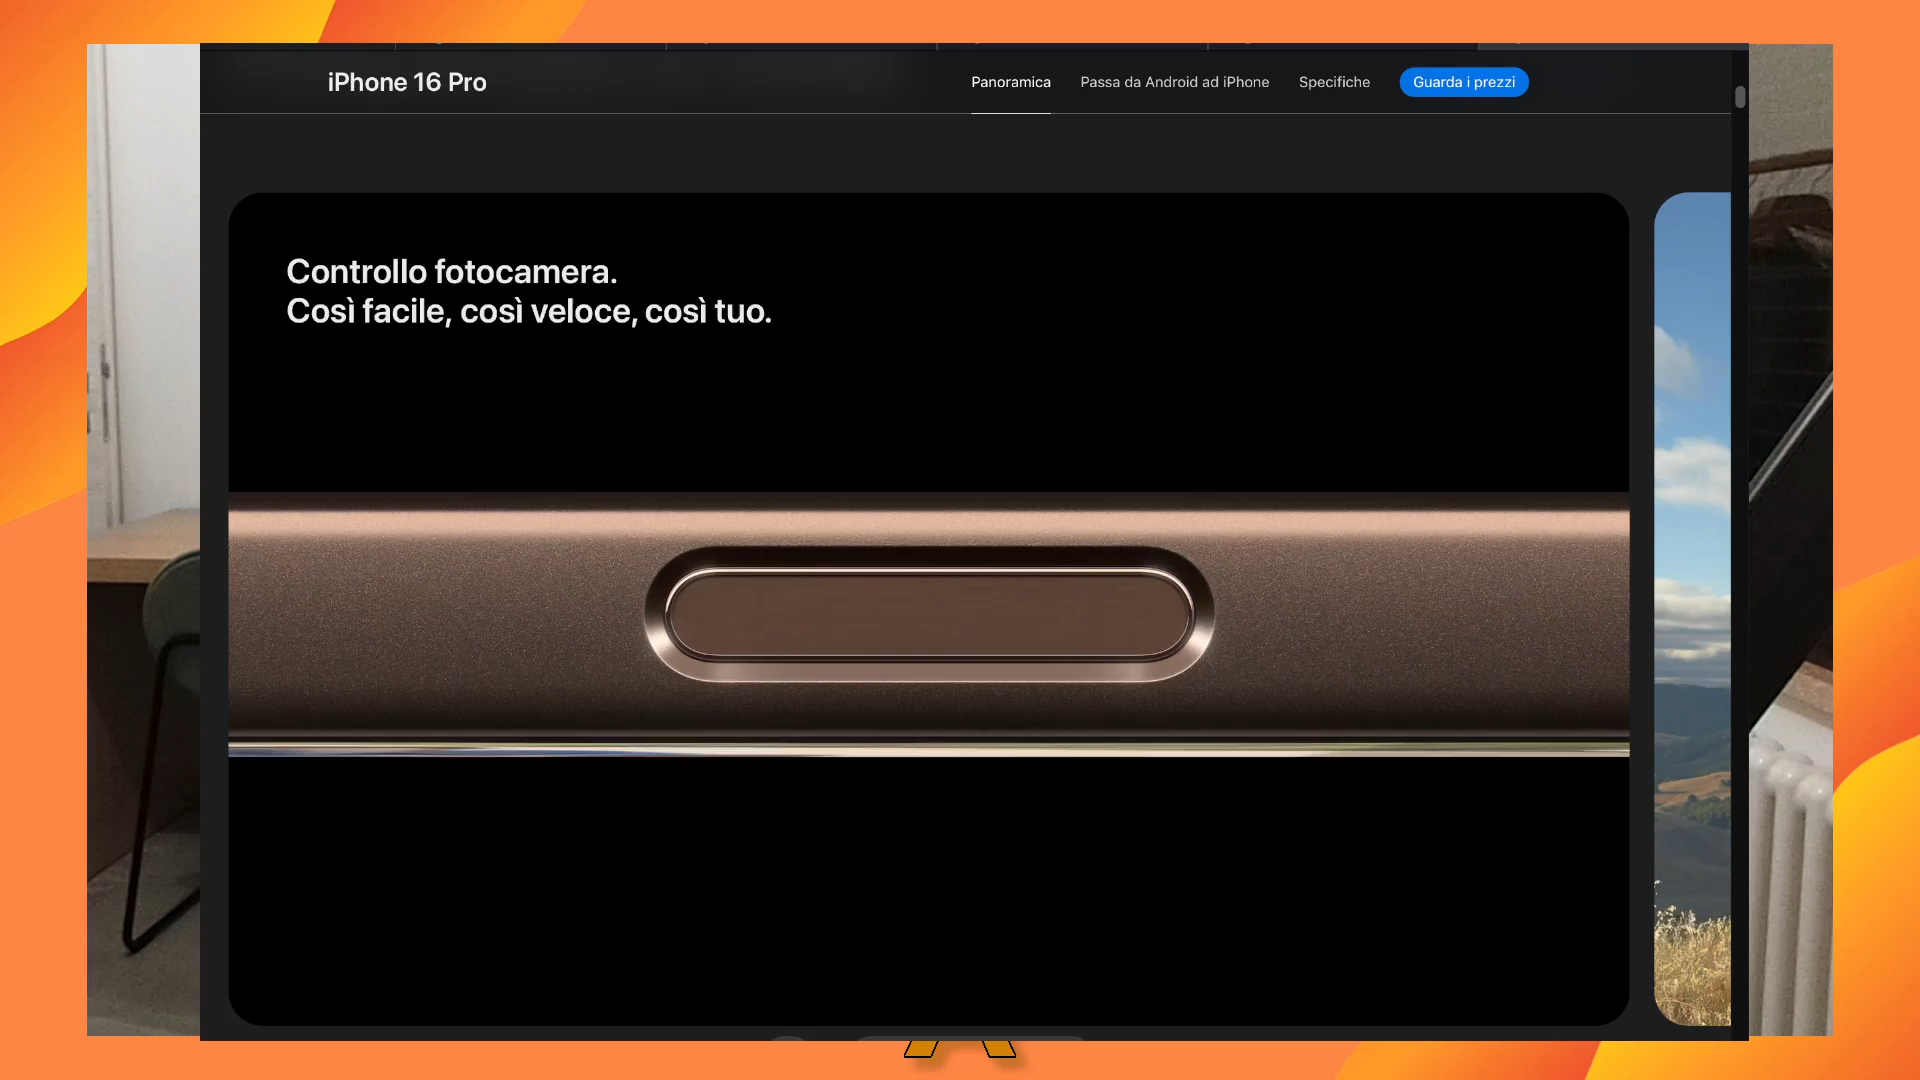 iPhone 16 Pro
Panoramica
Passa da Android ad iPhone
Specifiche
Guarda i prezzi
Controllo fotocamera.
Così facile, così veloce, così tuo.